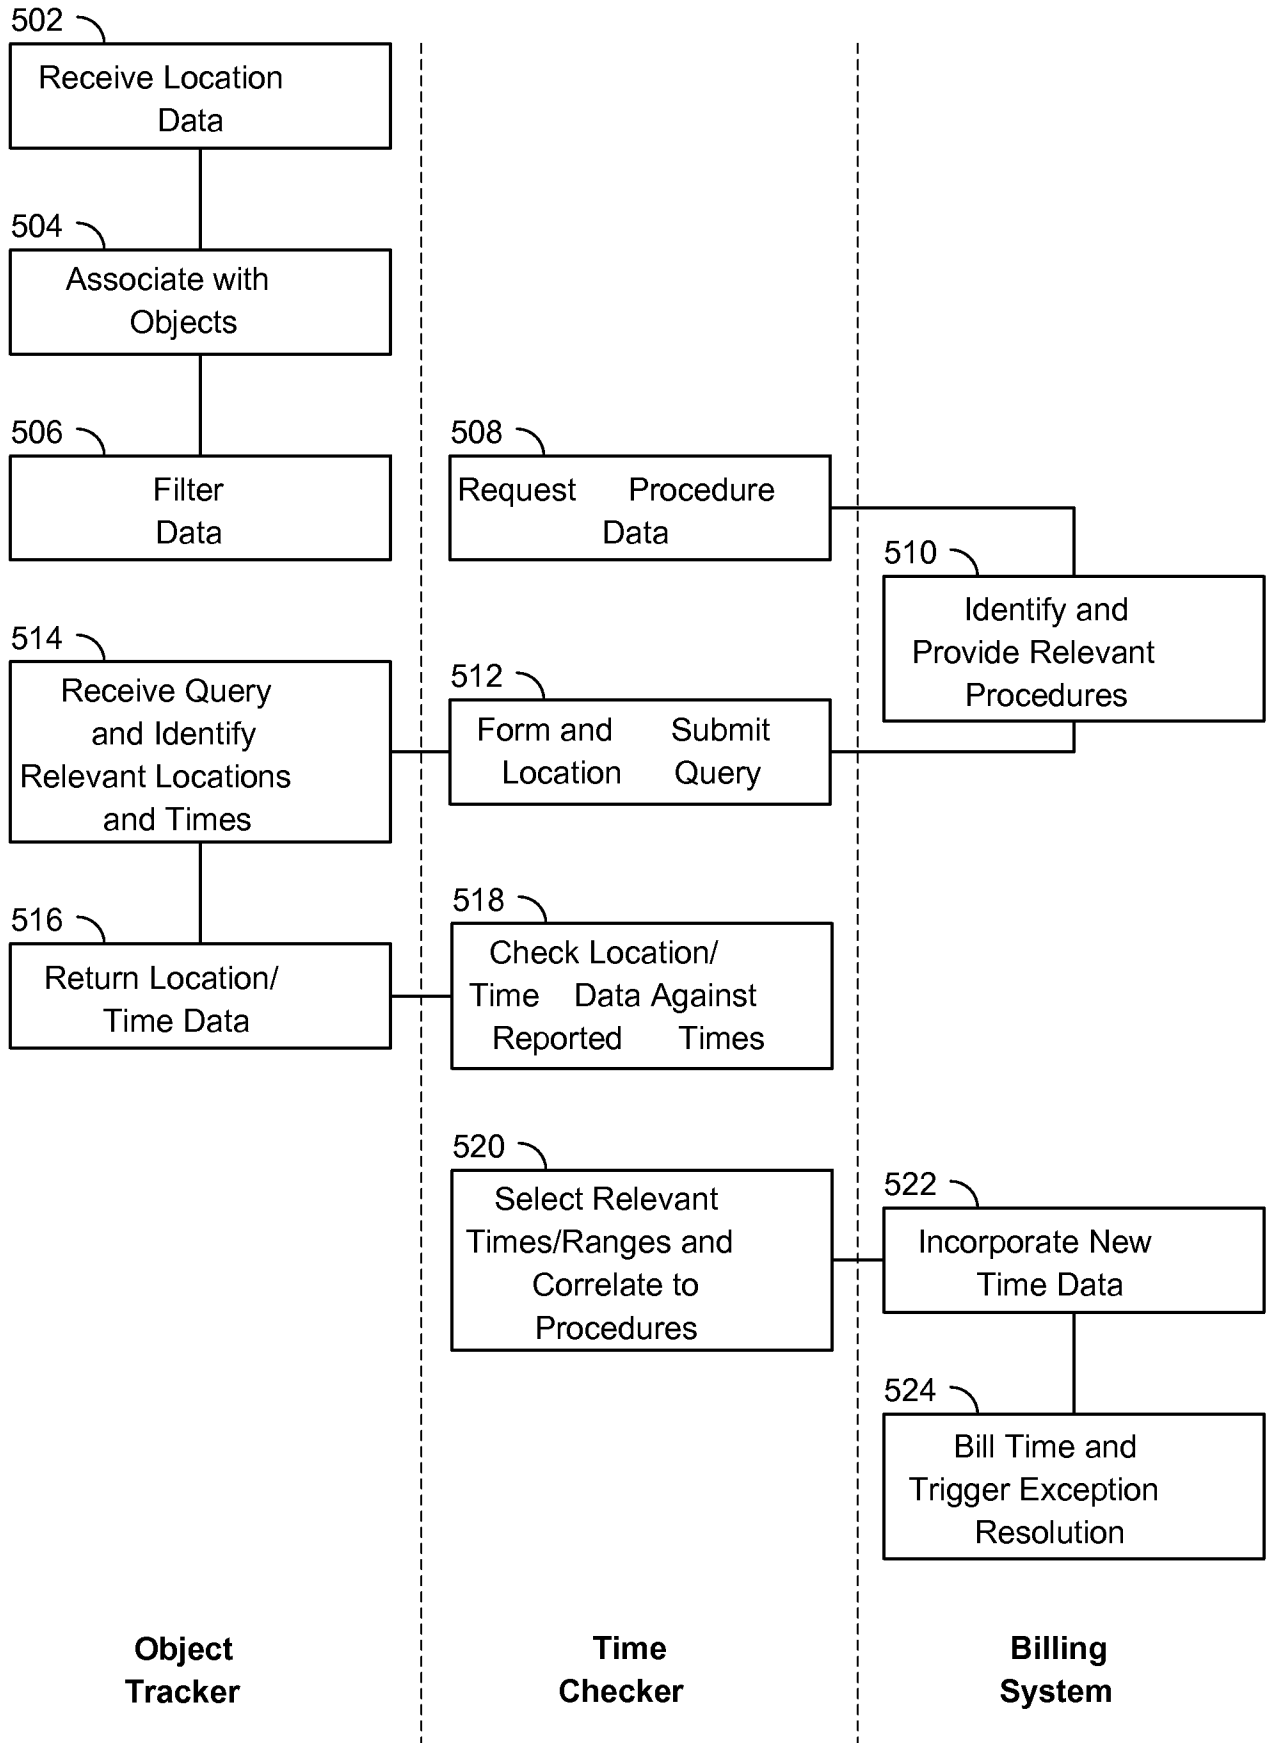 502
Receive Location
Data
504
Associate with
Objects
506
Filter
Data
508
Request Procedure
Data
510
Identify and
Provide Relevant
Procedures
512
Form and Submit
Location Query
514
Receive Query
and Identify
Relevant Locations
and Times
516
Return Location/
Time Data
518
Check Location/
Time Data Against
Reported Times
520
Select Relevant
Times/Ranges and
Correlate to
Procedures
522
Incorporate New
Time Data
524
Bill Time and
Trigger Exception
Resolution
Object
Tracker
Time
Checker
Billing
System